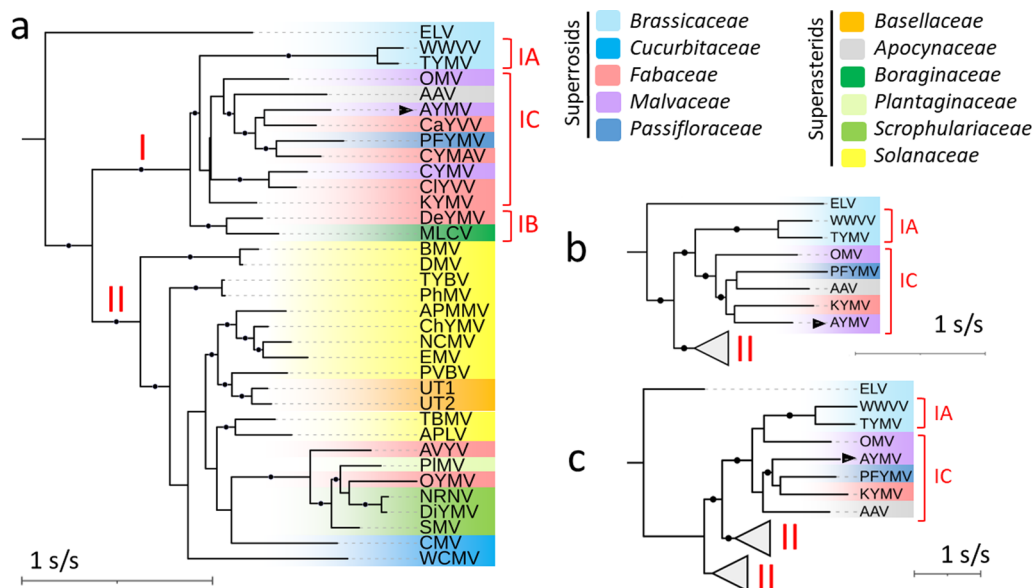 a
ELV
WWVV
TYMV
IA
OMV
AAV
AYMV
CaYVV
PFYMV
CYMAV
CYMV
ClYVV
KYMV
IC
DeYMV
MLCV
IB
I
BMV
DMV
TYBV
PhMV
APMMV
ChYMV
NCMV
EMV
PVBV
UT1
UT2
TBMV
APLV
AVYV
PlMV
OYMV
NRNV
DiYMV
SMV
CMV
WCMV
II
1 s/s
Superrosids
Brassicaceae
Cucurbitaceae
Fabaceae
Malvaceae
Passifloraceae
Superasterids
Basellaceae
Apocynaceae
Boraginaceae
Plantaginaceae
Scrophulariaceae
Solanaceae
b
ELV
WWVV
TYMV
IA
OMV
PFYMV
AAV
KYMV
AYMV
IC
II
1 s/s
c
ELV
WWVV
TYMV
IA
OMV
AYMV
PFYMV
KYMV
AAV
IC
II
II
1 s/s